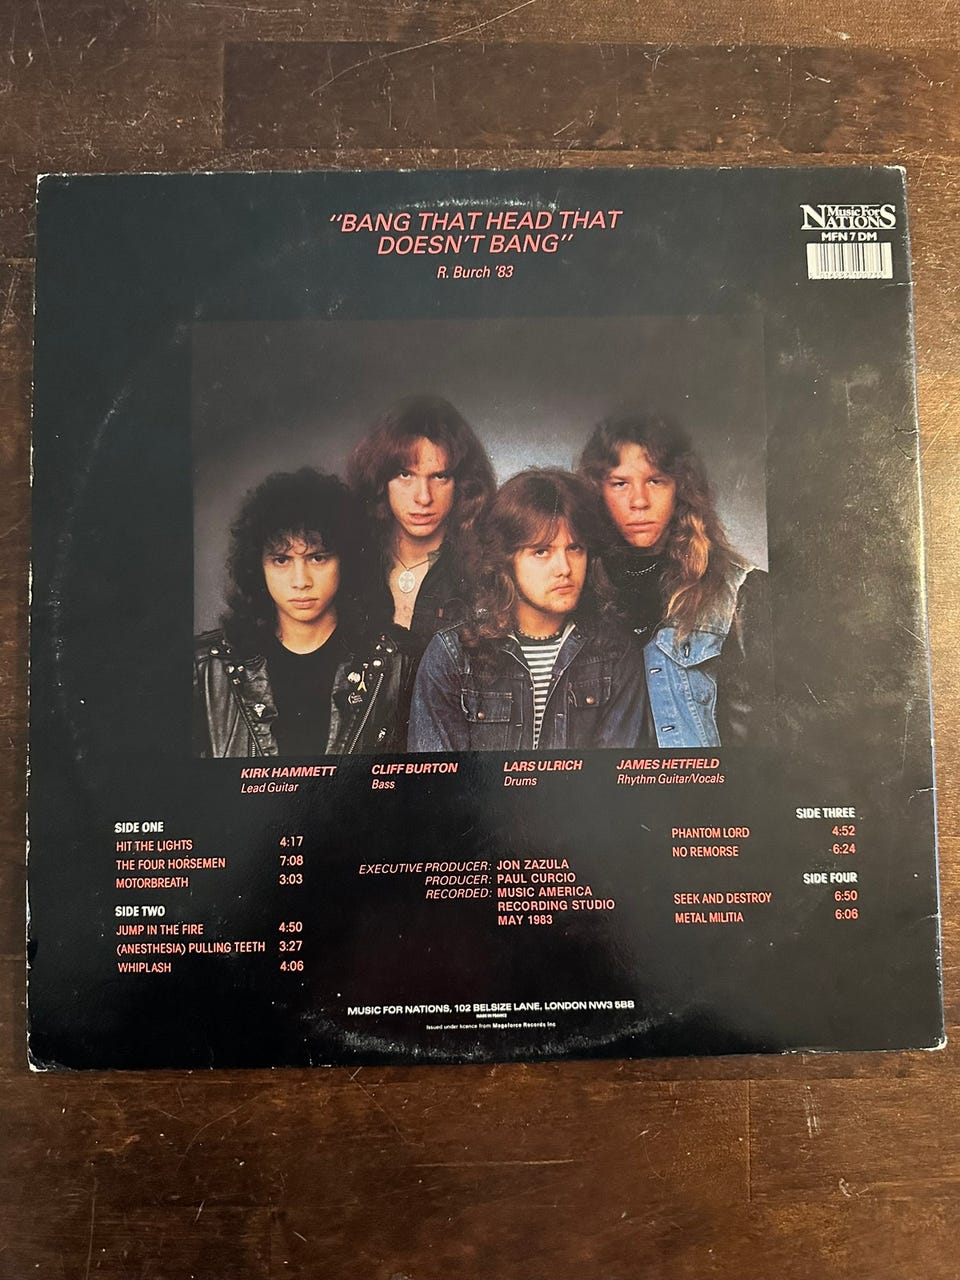 "BANG THAT HEAD THAT
DOESN'T BANG"
R. Burch '83
Music For
NATIONS
MFN 7 DM
KIRK HAMMETT
Lead Guitar
CLIFF BURTON
Bass
LARS ULRICH
Drums
JAMES HETFIELD
Rhythm Guitar/Vocals
SIDE ONE
HIT THE LIGHTS 4:17
THE FOUR HORSEMEN 7:08
MOTORBREATH 3:03
SIDE TWO
JUMP IN THE FIRE 4:50
(ANESTHESIA) PULLING TEETH 3:27
WHIPLASH 4:06
EXECUTIVE PRODUCER: JON ZAZULA
PRODUCER: PAUL CURCIO
RECORDED: MUSIC AMERICA
RECORDING STUDIO
MAY 1983
SIDE THREE
PHANTOM LORD 4:52
NO REMORSE 6:24
SIDE FOUR
SEEK AND DESTROY 6:50
METAL MILITIA 6:06
MUSIC FOR NATIONS, 102 BELSIZE LANE, LONDON NW3 5BB
MADE IN FRANCE
Issued under licence from Megaforce Records Inc